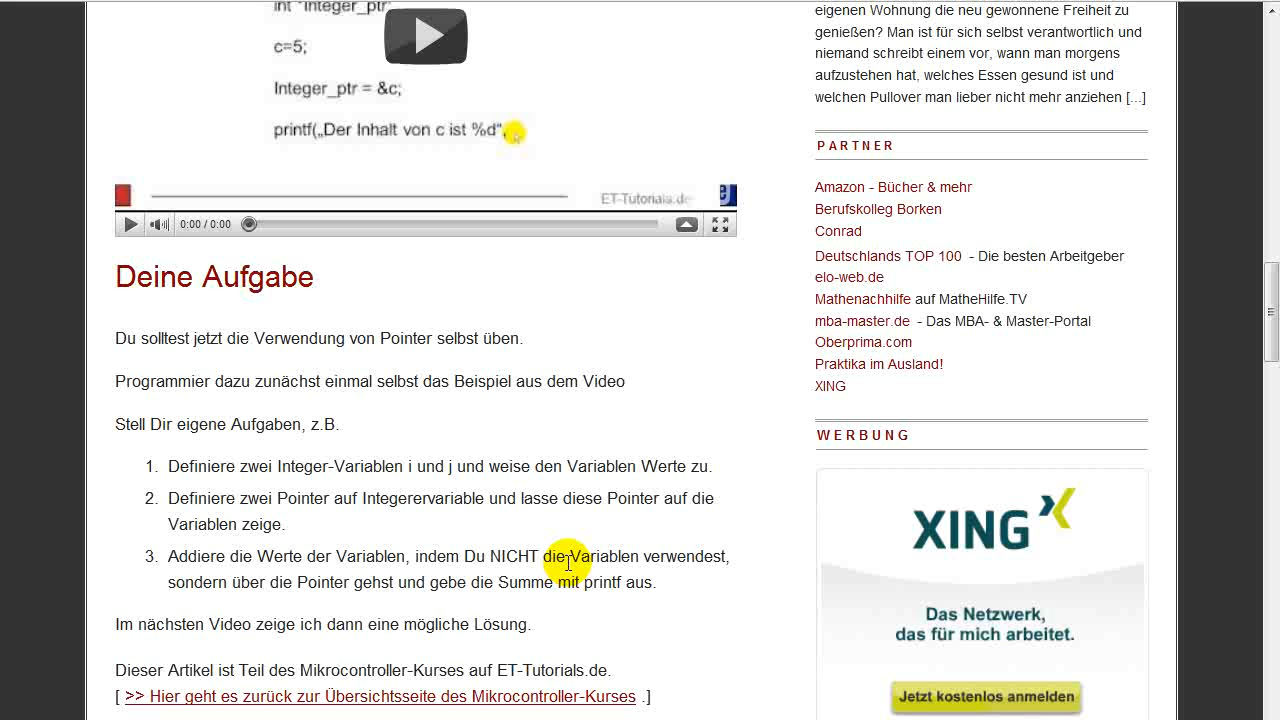 int *Integer_ptr
c=5;
Integer_ptr = &c;
printf(„Der Inhalt von c ist %d",
ET-Tutorials.de
0:00 / 0:00
Deine Aufgabe
Du solltest jetzt die Verwendung von Pointer selbst üben.
Programmier dazu zunächst einmal selbst das Beispiel aus dem Video
Stell Dir eigene Aufgaben, z.B.
1. Definiere zwei Integer-Variablen i und j und weise den Variablen Werte zu.
2. Definiere zwei Pointer auf Integerervariable und lasse diese Pointer auf die
Variablen zeige.
3. Addiere die Werte der Variablen, indem Du NICHT die Variablen verwendest,
sondern über die Pointer gehst und gebe die Summe mit printf aus.
Im nächsten Video zeige ich dann eine mögliche Lösung.
Dieser Artikel ist Teil des Mikrocontroller-Kurses auf ET-Tutorials.de.
[ >> Hier geht es zurück zur Übersichtsseite des Mikrocontroller-Kurses .]
eigenen Wohnung die neu gewonnene Freiheit zu
genießen? Man ist für sich selbst verantwortlich und
niemand schreibt einem vor, wann man morgens
aufzustehen hat, welches Essen gesund ist und
welchen Pullover man lieber nicht mehr anziehen [...]
PARTNER
Amazon - Bücher & mehr
Berufskolleg Borken
Conrad
Deutschlands TOP 100 - Die besten Arbeitgeber
elo-web.de
Mathenachhilfe auf MatheHilfe.TV
mba-master.de - Das MBA- & Master-Portal
Oberprima.com
Praktika im Ausland!
XING
WERBUNG
XING
Das Netzwerk,
das für mich arbeitet.
Jetzt kostenlos anmelden